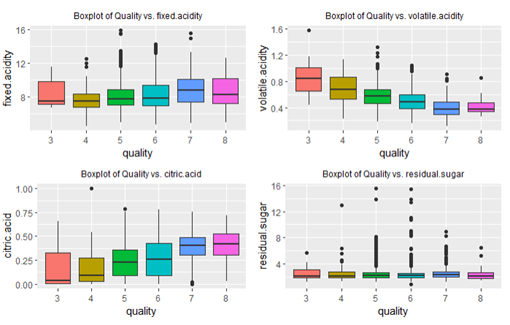 Boxplot of Quality vs. fixed.acidity
16
8
fixed.acidity
3 4 5 6 7 8
quality
Boxplot of Quality vs. volatile.acidity
1.6
1.2
0.8
0.4
volatile.acidity
3 4 5 6 7 8
quality
Boxplot of Quality vs. citric.acid
1.00
0.75
0.50
0.25
0.00
citric.acid
3 4 5 6 7 8
quality
Boxplot of Quality vs. residual.sugar
16
12
8
4
residual.sugar
3 4 5 6 7 8
quality